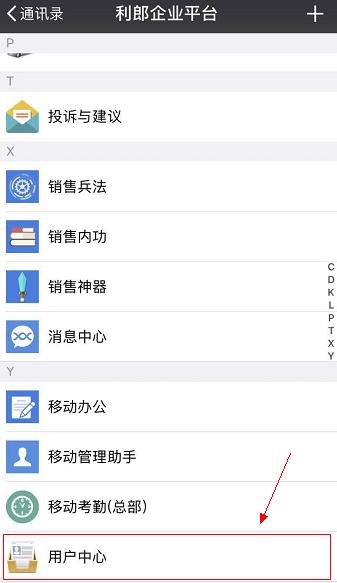 通讯录 利郎企业平台
P
T
投诉与建议
X
销售兵法
销售内功
销售神器
消息中心
Y
移动办公
移动管理助手
移动考勤(总部)
用户中心
C
D
K
L
P
T
X
Y